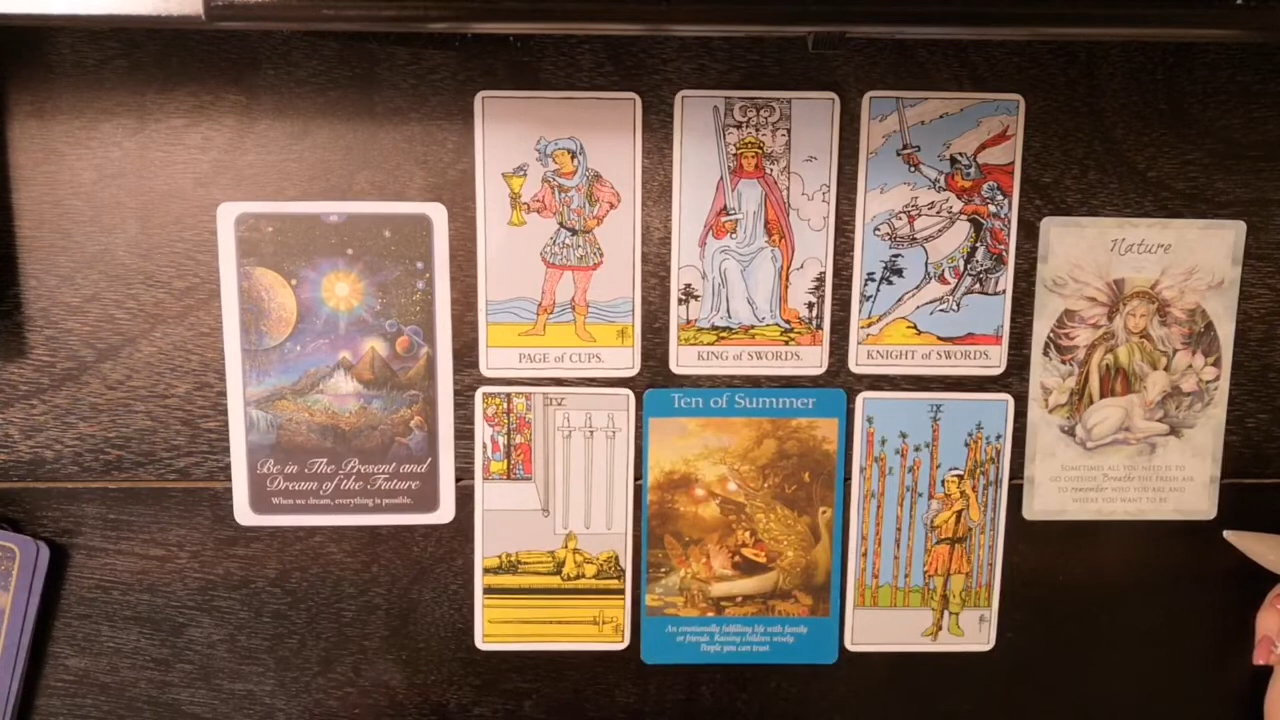 Be in The Present and
Dream of the Future
When we dream, everything is possible.
PAGE of CUPS.
KING of SWORDS.
KNIGHT of SWORDS.
IV
Ten of Summer
An emotionally fulfilling life with family
or friends. Raising children wisely.
People you can trust.
IX
Nature
SOMETIMES ALL YOU NEED IS TO
GO OUTSIDE. Breathe THE FRESH AIR
TO remember WHO YOU ARE AND
WHERE YOU WANT TO BE.